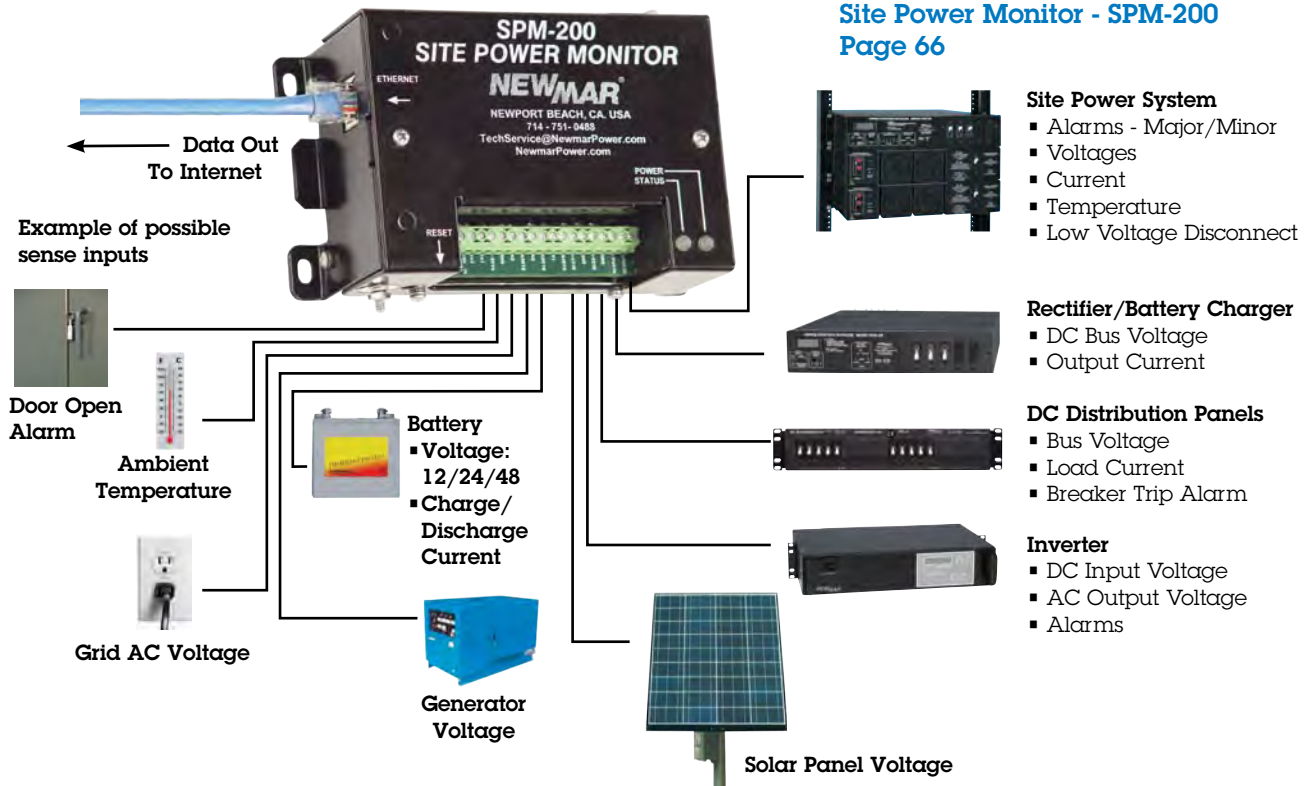 Site Power Monitor - SPM-200
Page 66
SPM-200
SITE POWER MONITOR
ETHERNET
NEWMAR®
NEWPORT BEACH, CA. USA
714 - 751- 0488
TechService@NewmarPower.com
NewmarPower.com
POWER
STATUS
RESET
Data Out
To Internet
Example of possible
sense inputs
Door Open
Alarm
Ambient
Temperature
Grid AC Voltage
Battery
▪ Voltage:
12/24/48
▪ Charge/
Discharge
Current
Generator
Voltage
Solar Panel Voltage
Site Power System
▪ Alarms - Major/Minor
▪ Voltages
▪ Current
▪ Temperature
▪ Low Voltage Disconnect
Rectifier/Battery Charger
▪ DC Bus Voltage
▪ Output Current
DC Distribution Panels
▪ Bus Voltage
▪ Load Current
▪ Breaker Trip Alarm
Inverter
▪ DC Input Voltage
▪ AC Output Voltage
▪ Alarms